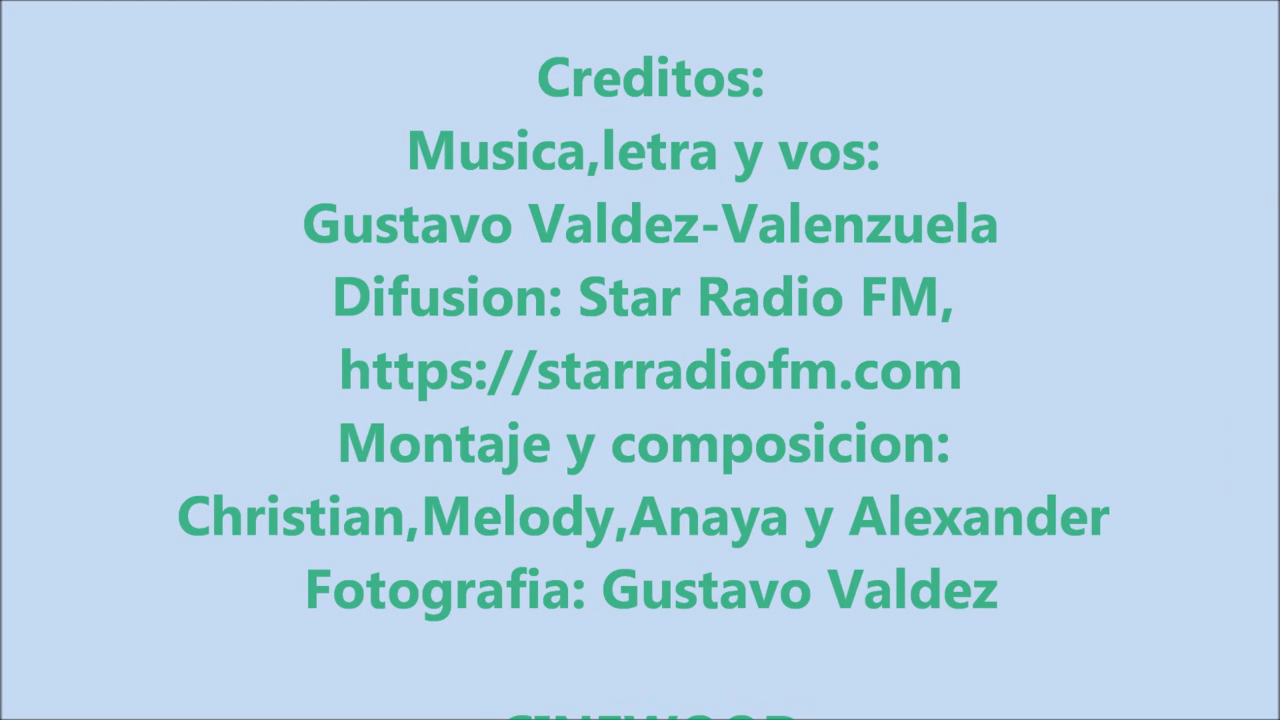 Creditos:
Musica,letra y vos:
Gustavo Valdez-Valenzuela
Difusion: Star Radio FM,
https://starradiofm.com
Montaje y composicion:
Christian,Melody,Anaya y Alexander
Fotografia: Gustavo Valdez